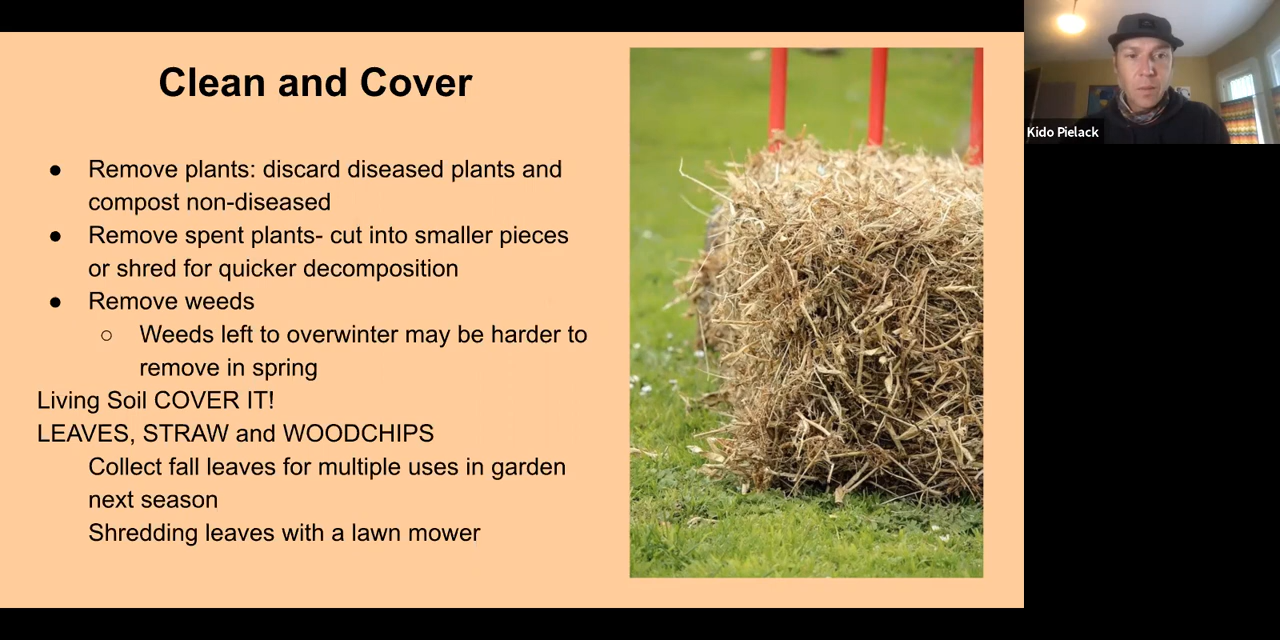 Clean and Cover
● Remove plants: discard diseased plants and
compost non-diseased
● Remove spent plants- cut into smaller pieces
or shred for quicker decomposition
● Remove weeds
○ Weeds left to overwinter may be harder to
remove in spring
Living Soil COVER IT!
LEAVES, STRAW and WOODCHIPS
Collect fall leaves for multiple uses in garden
next season
Shredding leaves with a lawn mower
Kido Pielack